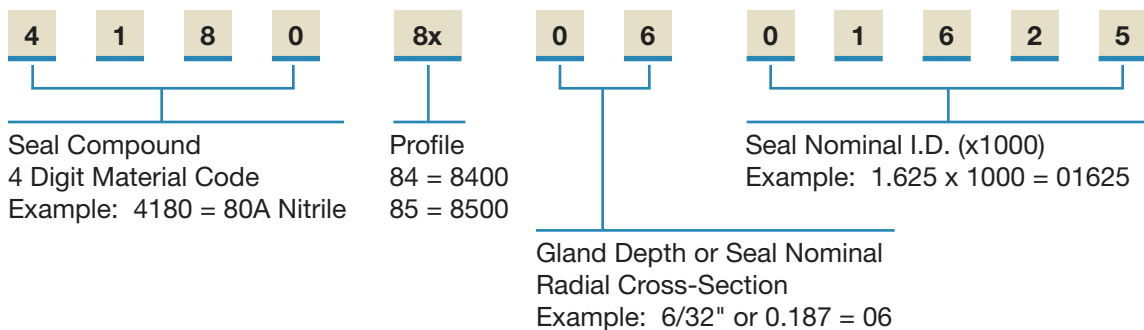 4 1 8 0 8x 0 6 0 1 6 2 5
Seal Compound
4 Digit Material Code
Example: 4180 = 80A Nitrile
Profile
84 = 8400
85 = 8500
Seal Nominal I.D. (x1000)
Example: 1.625 x 1000 = 01625
Gland Depth or Seal Nominal
Radial Cross-Section
Example: 6/32" or 0.187 = 06